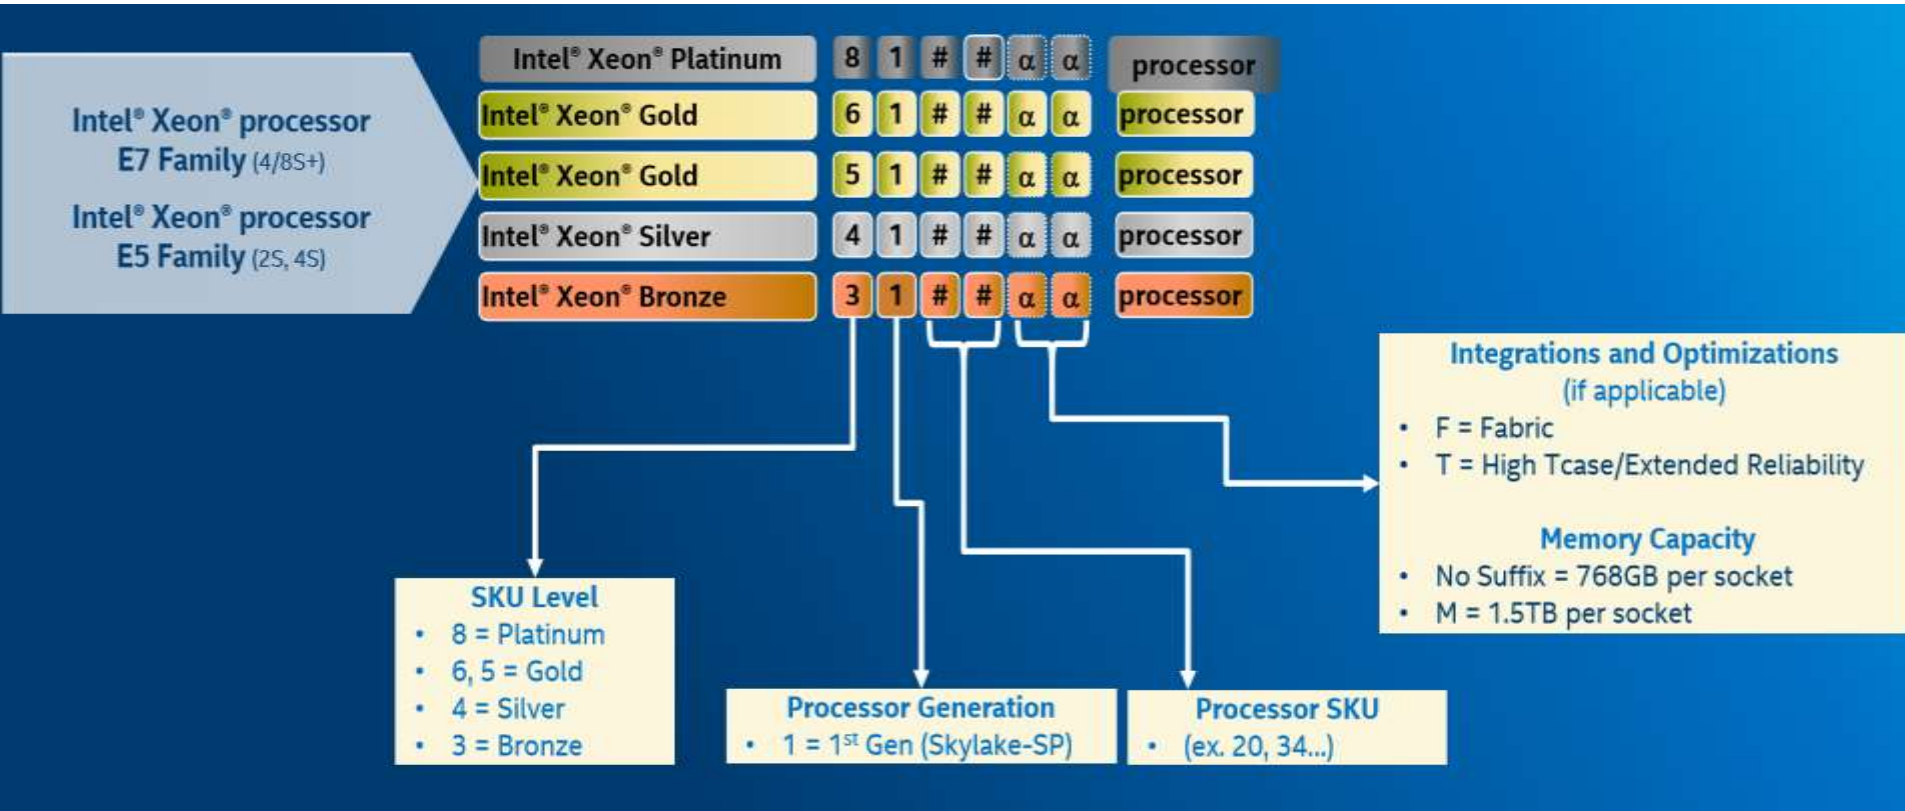 Intel® Xeon® processor
E7 Family (4/8S+)
Intel® Xeon® processor
E5 Family (2S, 4S)
Intel® Xeon® Platinum 8 1 # # α α processor
Intel® Xeon® Gold 6 1 # # α α processor
Intel® Xeon® Gold 5 1 # # α α processor
Intel® Xeon® Silver 4 1 # # α α processor
Intel® Xeon® Bronze 3 1 # # α α processor
SKU Level
• 8 = Platinum
• 6, 5 = Gold
• 4 = Silver
• 3 = Bronze
Processor Generation
• 1 = 1st Gen (Skylake-SP)
Processor SKU
• (ex. 20, 34...)
Integrations and Optimizations
(if applicable)
• F = Fabric
• T = High Tcase/Extended Reliability
Memory Capacity
• No Suffix = 768GB per socket
• M = 1.5TB per socket